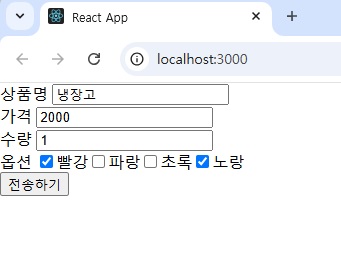 React App
localhost:3000
상품명 냉장고
가격 2000
수량 1
옵션 빨강 파랑 초록 노랑
전송하기